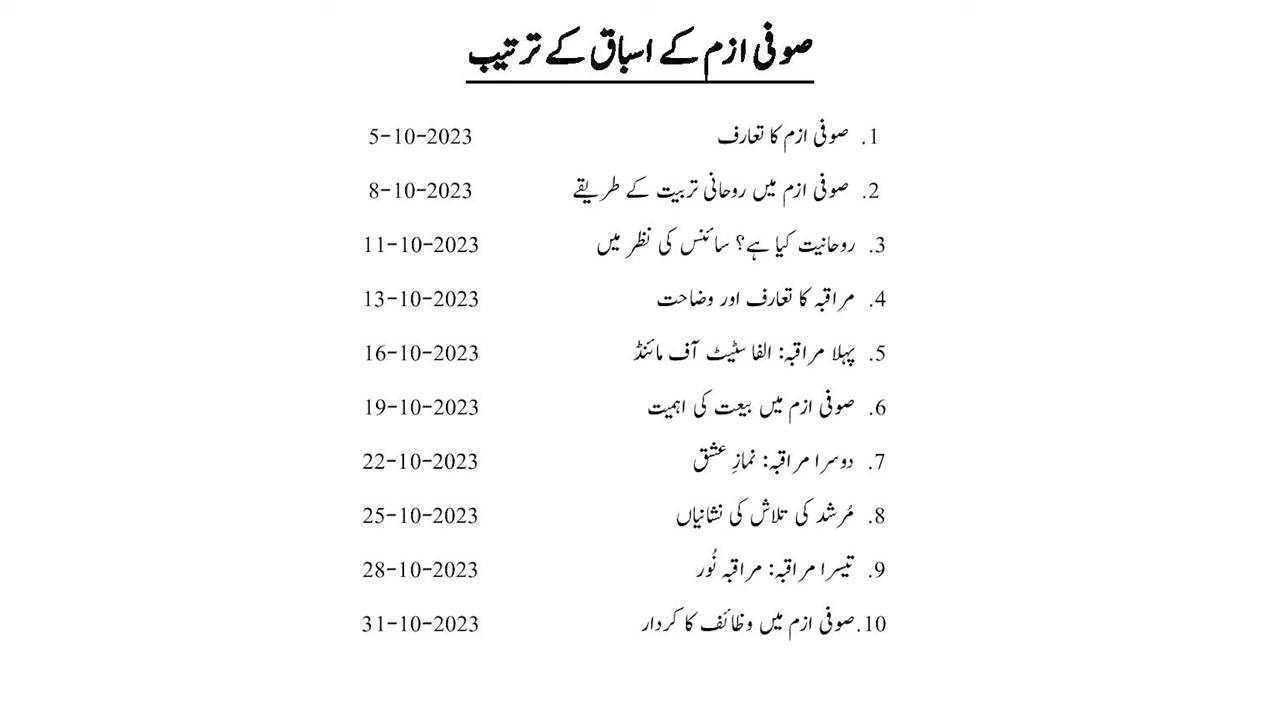 صوفی ازم کے اسباق کے ترتیب
1. صوفی ازم کا تعارف 5-10-2023
2. صوفی ازم میں روحانی تربیت کے طریقے 8-10-2023
3. روحانیت کیا ہے؟ سائنس کی نظر میں 11-10-2023
4. مراقبہ کا تعارف اور وضاحت 13-10-2023
5. پہلا مراقبہ: الفا سٹیٹ آف مائنڈ 16-10-2023
6. صوفی ازم میں بیعت کی اہمیت 19-10-2023
7. دوسرا مراقبہ: نمازِ عشق 22-10-2023
8. مُرشد کی تلاش کی نشانیاں 25-10-2023
9. تیسرا مراقبہ: مراقبہ نُور 28-10-2023
10. صوفی ازم میں وظائف کا کردار 31-10-2023